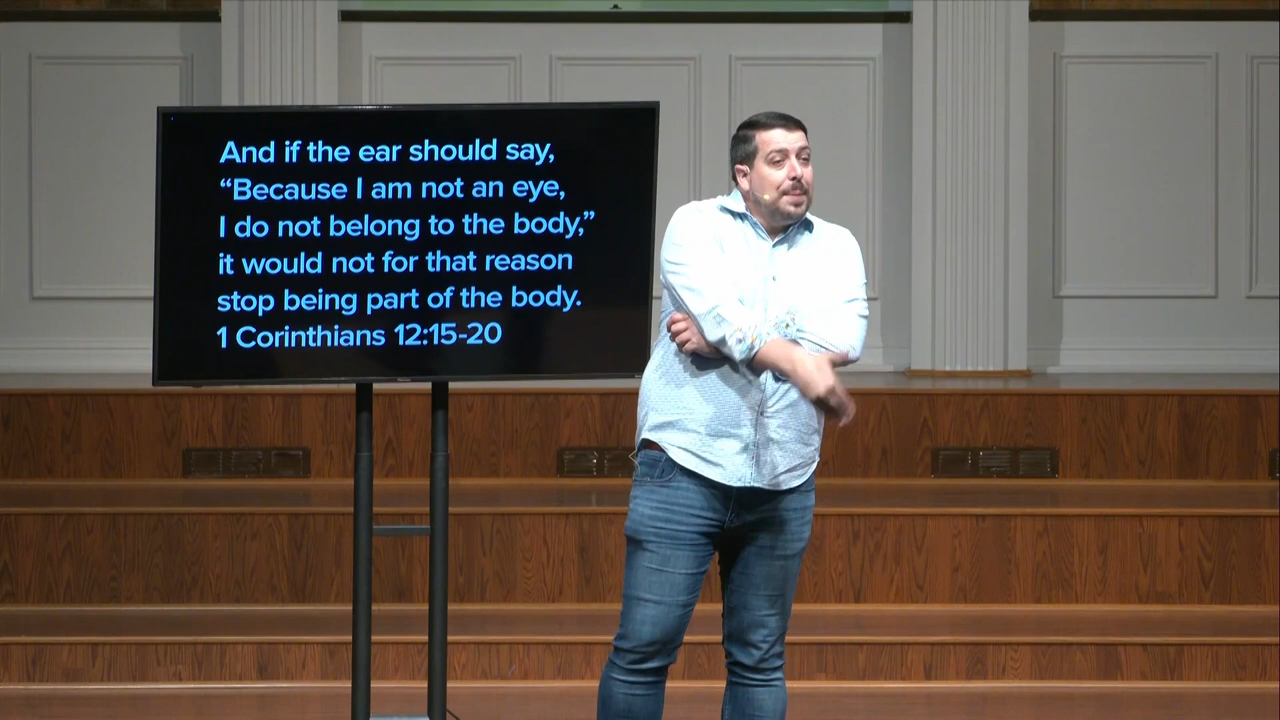 And if the ear should say,
“Because I am not an eye,
I do not belong to the body,”
it would not for that reason
stop being part of the body.
1 Corinthians 12:15-20